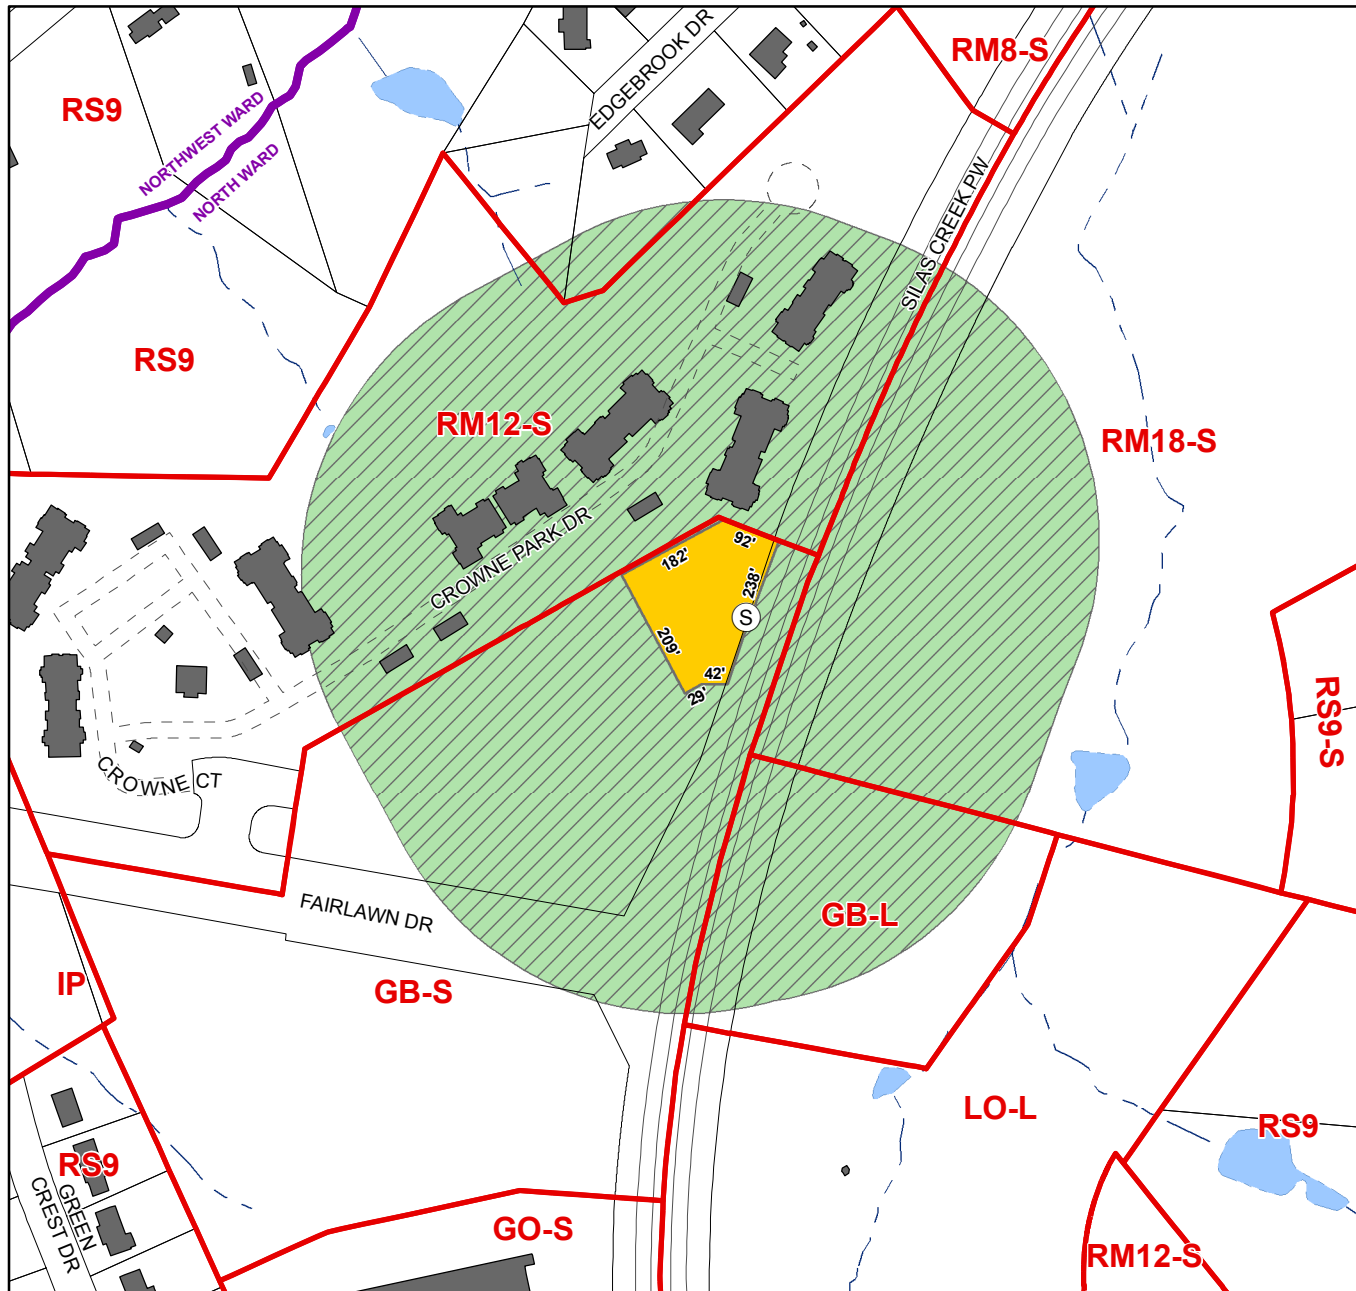 EDGEBROOK DR
RM8-S
RS9
NORTHWEST WARD
NORTH WARD
SILAS CREEK PW
RS9
RM12-S
RM18-S
CROWNE PARK DR
182'
92'
238'
S
209'
42'
29'
RS9-S
CROWNE CT
FAIRLAWN DR
GB-L
IP
GB-S
LO-L
RS9
RS9
GREEN
CREST DR
GO-S
RM12-S